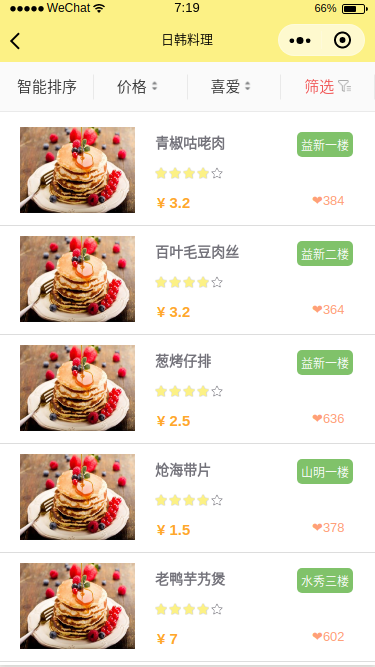 ●●●●● WeChat 7:19 66%
日韩料理
智能排序 价格 喜爱 筛选
青椒咕咾肉 益新一楼
¥ 3.2 ❤384
百叶毛豆肉丝 益新二楼
¥ 3.2 ❤364
葱烤仔排 益新一楼
¥ 2.5 ❤636
炝海带片 山明一楼
¥ 1.5 ❤378
老鸭芋艿煲 水秀三楼
¥ 7 ❤602